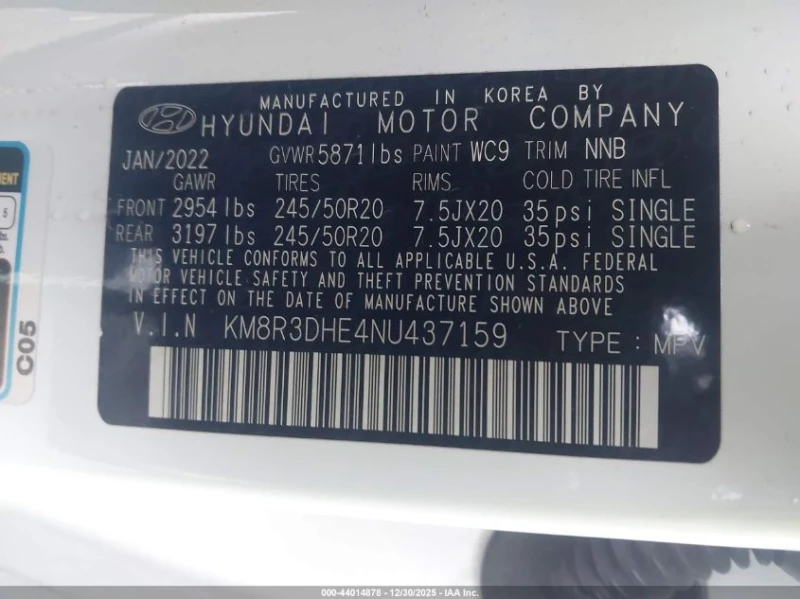 MANUFACTURED IN KOREA BY
HYUNDAI MOTOR COMPANY
JAN/2022 GVWR 5871 lbs PAINT WC9 TRIM NNB
GAWR TIRES RIMS COLD TIRE INFL
FRONT 2954 lbs 245/50R20 7.5JX20 35psi SINGLE
REAR 3197 lbs 245/50R20 7.5JX20 35psi SINGLE
THIS VEHICLE CONFORMS TO ALL APPLICABLE U.S.A. FEDERAL
MOTOR VEHICLE SAFETY AND THEFT PREVENTION STANDARDS
IN EFFECT ON THE DATE OF MANUFACTURE SHOWN ABOVE
V.I.N KM8R3DHE4NU437159 TYPE : MPV
5
C05
000-44014878 - 12/30/2025 - IAA Inc.